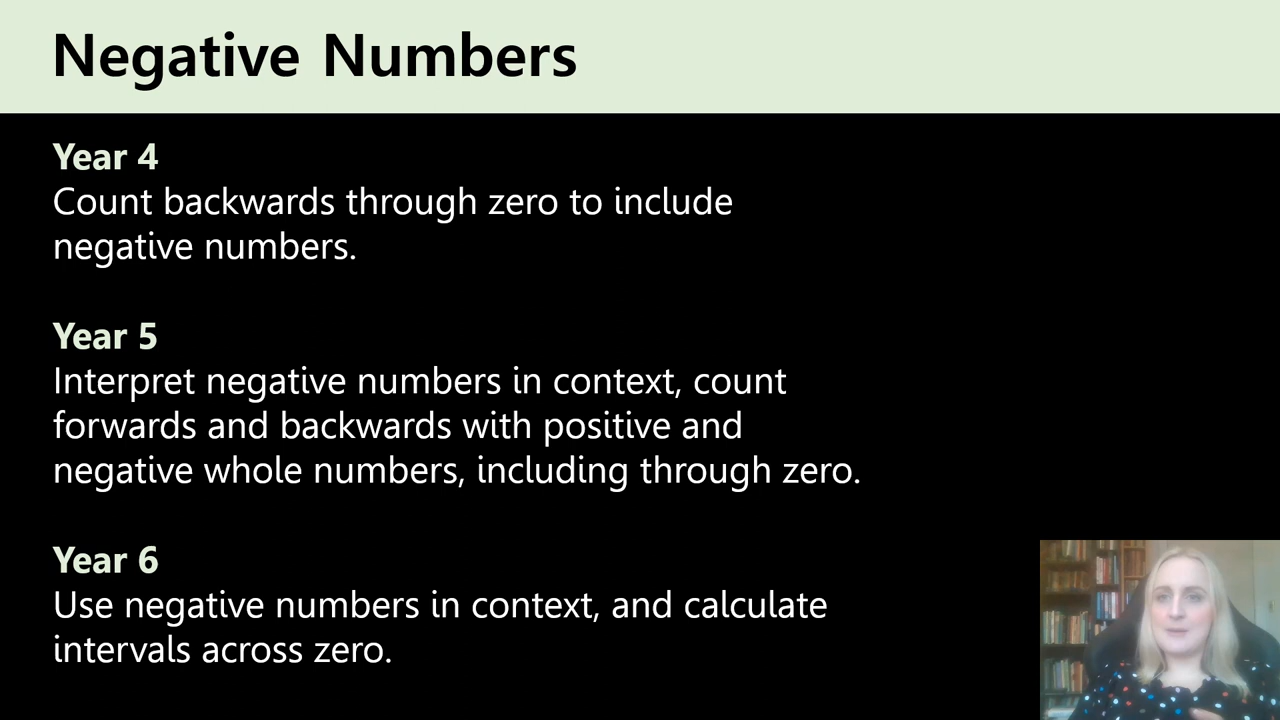 Negative Numbers
Year 4
Count backwards through zero to include
negative numbers.
Year 5
Interpret negative numbers in context, count
forwards and backwards with positive and
negative whole numbers, including through zero.
Year 6
Use negative numbers in context, and calculate
intervals across zero.